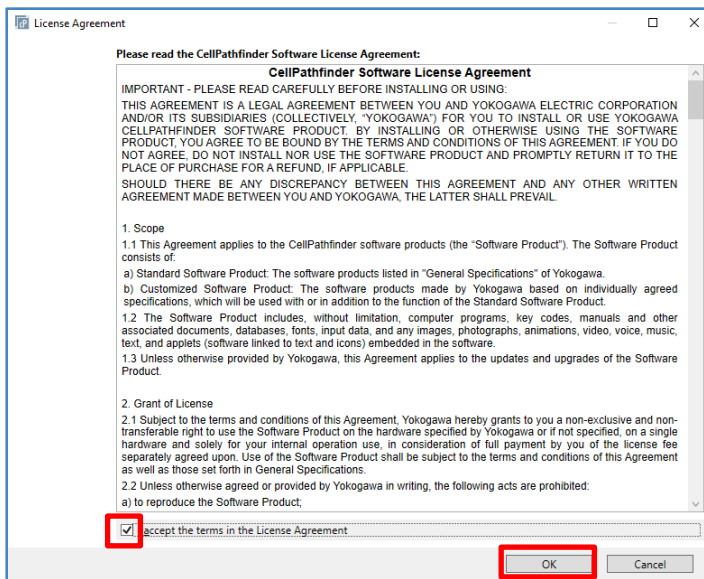 License Agreement
Please read the CellPathfinder Software License Agreement:
CellPathfinder Software License Agreement
IMPORTANT - PLEASE READ CAREFULLY BEFORE INSTALLING OR USING:
THIS AGREEMENT IS A LEGAL AGREEMENT BETWEEN YOU AND YOKOGAWA ELECTRIC CORPORATION
AND/OR ITS SUBSIDIARIES (COLLECTIVELY, "YOKOGAWA") FOR YOU TO INSTALL OR USE YOKOGAWA
CELLPATHFINDER SOFTWARE PRODUCT. BY INSTALLING OR OTHERWISE USING THE SOFTWARE
PRODUCT, YOU AGREE TO BE BOUND BY THE TERMS AND CONDITIONS OF THIS AGREEMENT. IF YOU DO
NOT AGREE, DO NOT INSTALL NOR USE THE SOFTWARE PRODUCT AND PROMPTLY RETURN IT TO THE
PLACE OF PURCHASE FOR A REFUND, IF APPLICABLE.
SHOULD THERE BE ANY DISCREPANCY BETWEEN THIS AGREEMENT AND ANY OTHER WRITTEN
AGREEMENT MADE BETWEEN YOU AND YOKOGAWA, THE LATTER SHALL PREVAIL.
1. Scope
1.1 This Agreement applies to the CellPathfinder software products (the “Software Product”). The Software Product
consists of:
a) Standard Software Product: The software products listed in "General Specifications" of Yokogawa.
b) Customized Software Product: The software products made by Yokogawa based on individually agreed
specifications, which will be used with or in addition to the function of the Standard Software Product.
1.2 The Software Product includes, without limitation, computer programs, key codes, manuals and other
associated documents, databases, fonts, input data, and any images, photographs, animations, video, voice, music,
text, and applets (software linked to text and icons) embedded in the software.
1.3 Unless otherwise provided by Yokogawa, this Agreement applies to the updates and upgrades of the Software
Product.
2. Grant of License
2.1 Subject to the terms and conditions of this Agreement, Yokogawa hereby grants to you a non-exclusive and non-
transferable right to use the Software Product on the hardware specified by Yokogawa or if not specified, on a single
hardware and solely for your internal operation use, in consideration of full payment by you of the license fee
separately agreed upon. Use of the Software Product shall be subject to the terms and conditions of this Agreement
as well as those set forth in General Specifications.
2.2 Unless otherwise agreed or provided by Yokogawa in writing, the following acts are prohibited:
a) to reproduce the Software Product;
accept the terms in the License Agreement
OK
Cancel